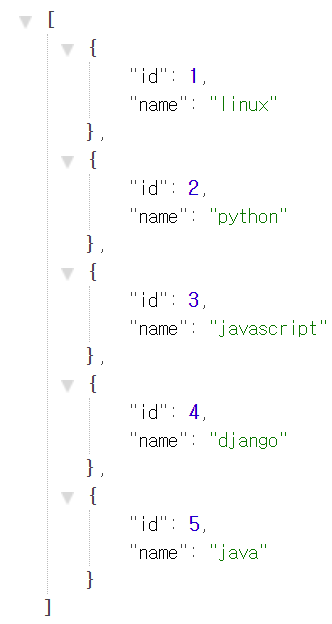 [
{
"id": 1,
"name": "linux"
},
{
"id": 2,
"name": "python"
},
{
"id": 3,
"name": "javascript"
},
{
"id": 4,
"name": "django"
},
{
"id": 5,
"name": "java"
}
]